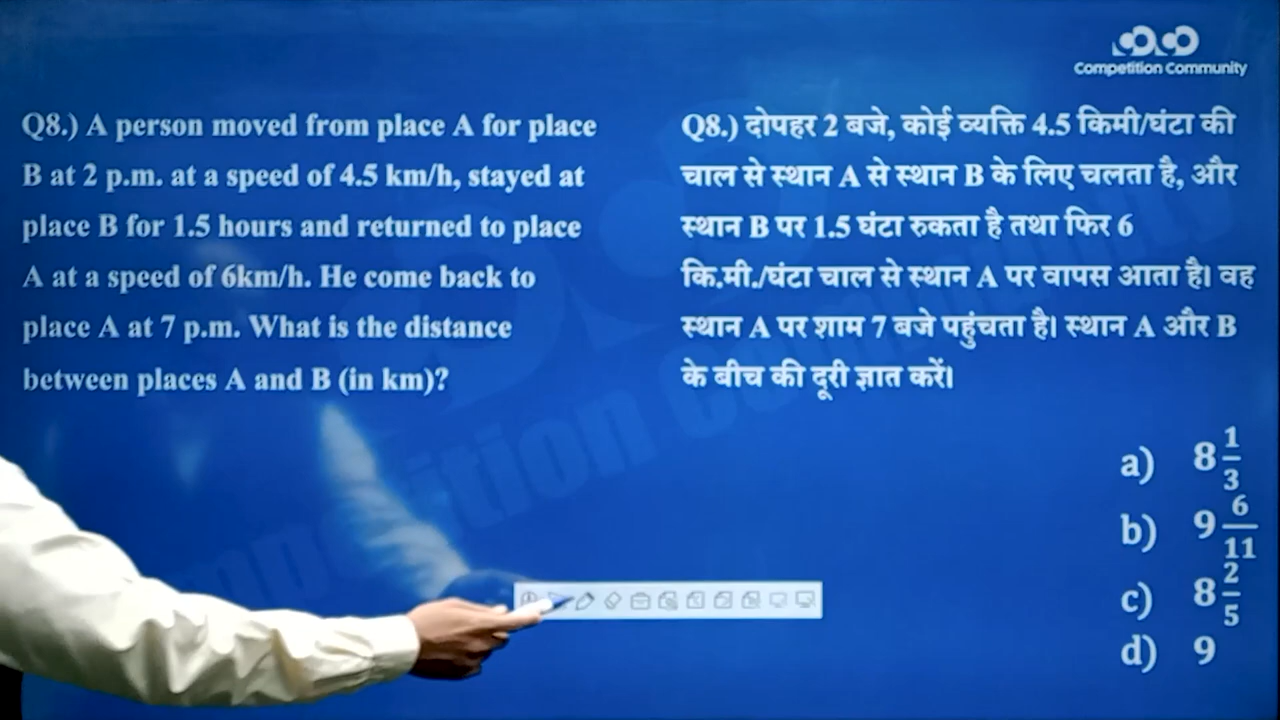 Competition Community
Q8.) A person moved from place A for place
B at 2 p.m. at a speed of 4.5 km/h, stayed at
place B for 1.5 hours and returned to place
A at a speed of 6km/h. He come back to
place A at 7 p.m. What is the distance
between places A and B (in km)?
Q8.) दोपहर 2 बजे, कोई व्यक्ति 4.5 किमी/घंटा की
चाल से स्थान A से स्थान B के लिए चलता है, और
स्थान B पर 1.5 घंटा रुकता है तथा फिर 6
कि.मी./घंटा चाल से स्थान A पर वापस आता है। वह
स्थान A पर शाम 7 बजे पहुंचता है। स्थान A और B
के बीच की दूरी ज्ञात करें।
a) 8 1/3
b) 9 6/11
c) 8 2/5
d) 9